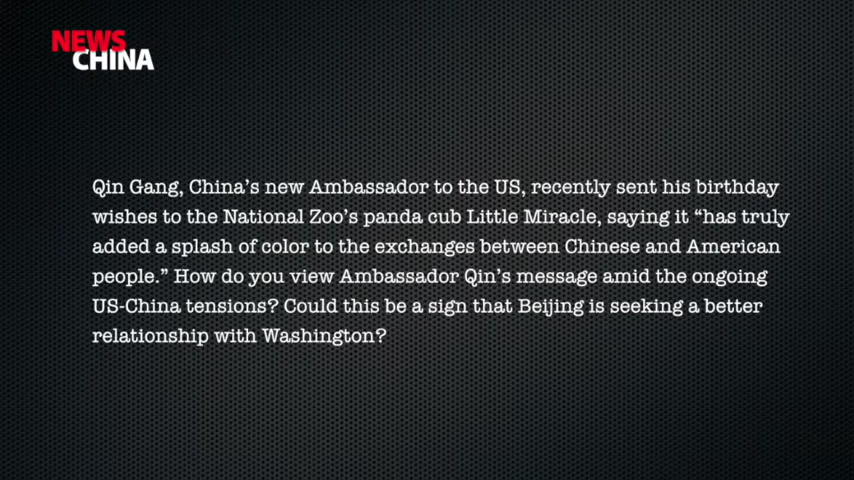 NEWS
CHINA
Qin Gang, China's new Ambassador to the US, recently sent his birthday
wishes to the National Zoo's panda cub Little Miracle, saying it “has truly
added a splash of color to the exchanges between Chinese and American
people.” How do you view Ambassador Qin's message amid the ongoing
US-China tensions? Could this be a sign that Beijing is seeking a better
relationship with Washington?